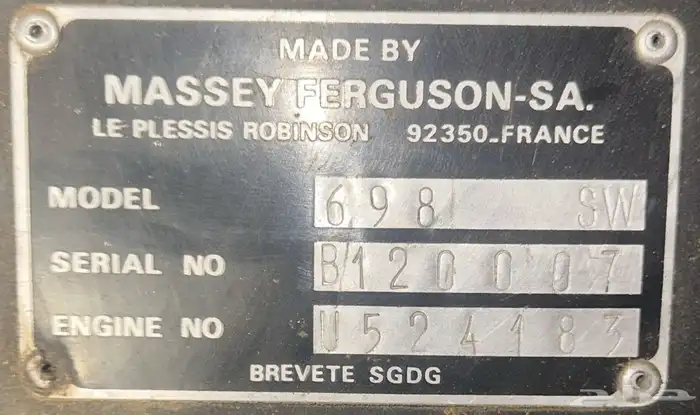 MADE BY
MASSEY FERGUSON-SA.
LE PLESSIS ROBINSON 92350-FRANCE
MODEL 698 SW
SERIAL NO B120007
ENGINE NO U524183
BREVETE SGDG
حراج